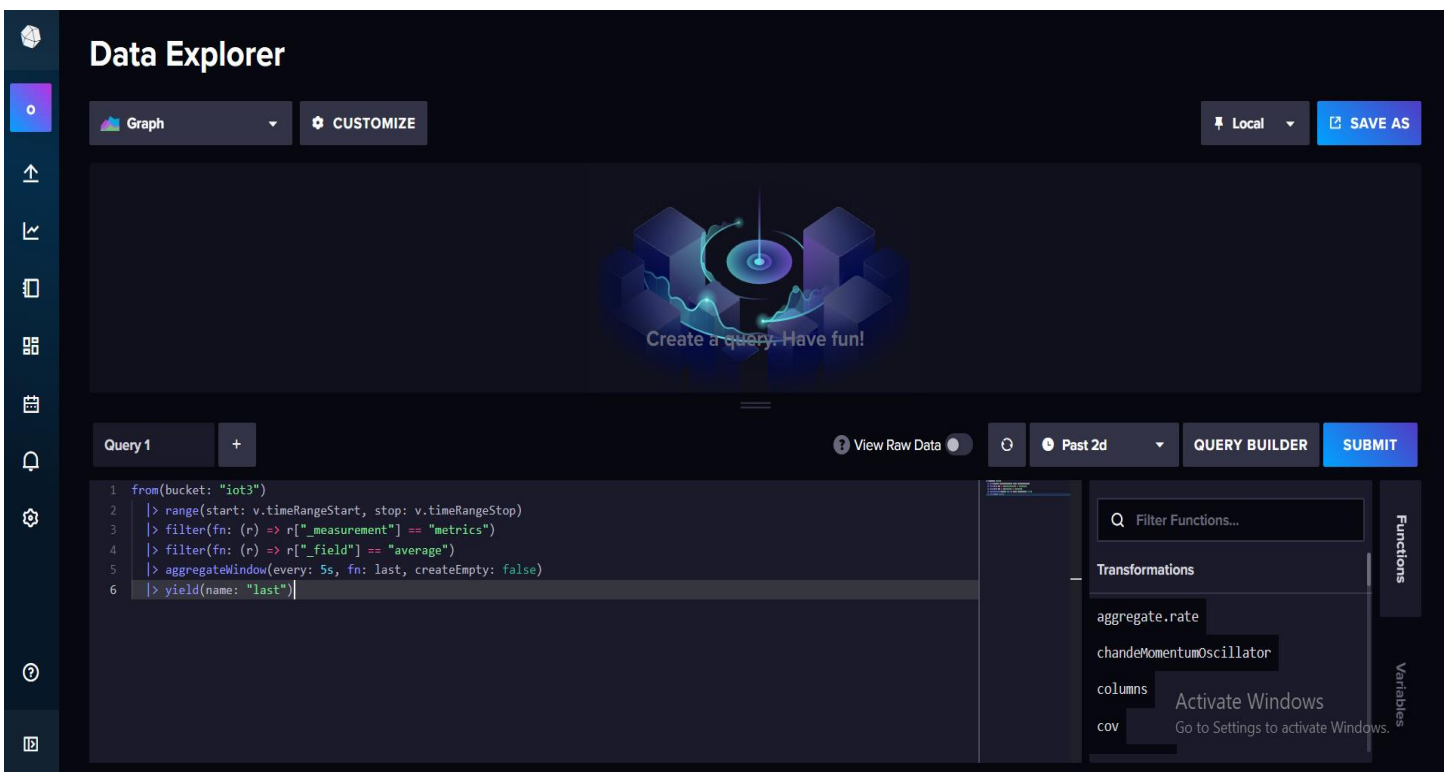 Data Explorer
o
Graph
CUSTOMIZE
Local
SAVE AS
Create a query. Have fun!
Query 1
+
? View Raw Data
Past 2d
QUERY BUILDER
SUBMIT
1 from(bucket: "iot3")
2 |> range(start: v.timeRangeStart, stop: v.timeRangeStop)
3 |> filter(fn: (r) => r["_measurement"] == "metrics")
4 |> filter(fn: (r) => r["_field"] == "average")
5 |> aggregateWindow(every: 5s, fn: last, createEmpty: false)
6 |> yield(name: "last")
Filter Functions...
Transformations
aggregate.rate
chandeMomentumOscillator
columns
cov
Functions
Variables
Activate Windows
Go to Settings to activate Windows.